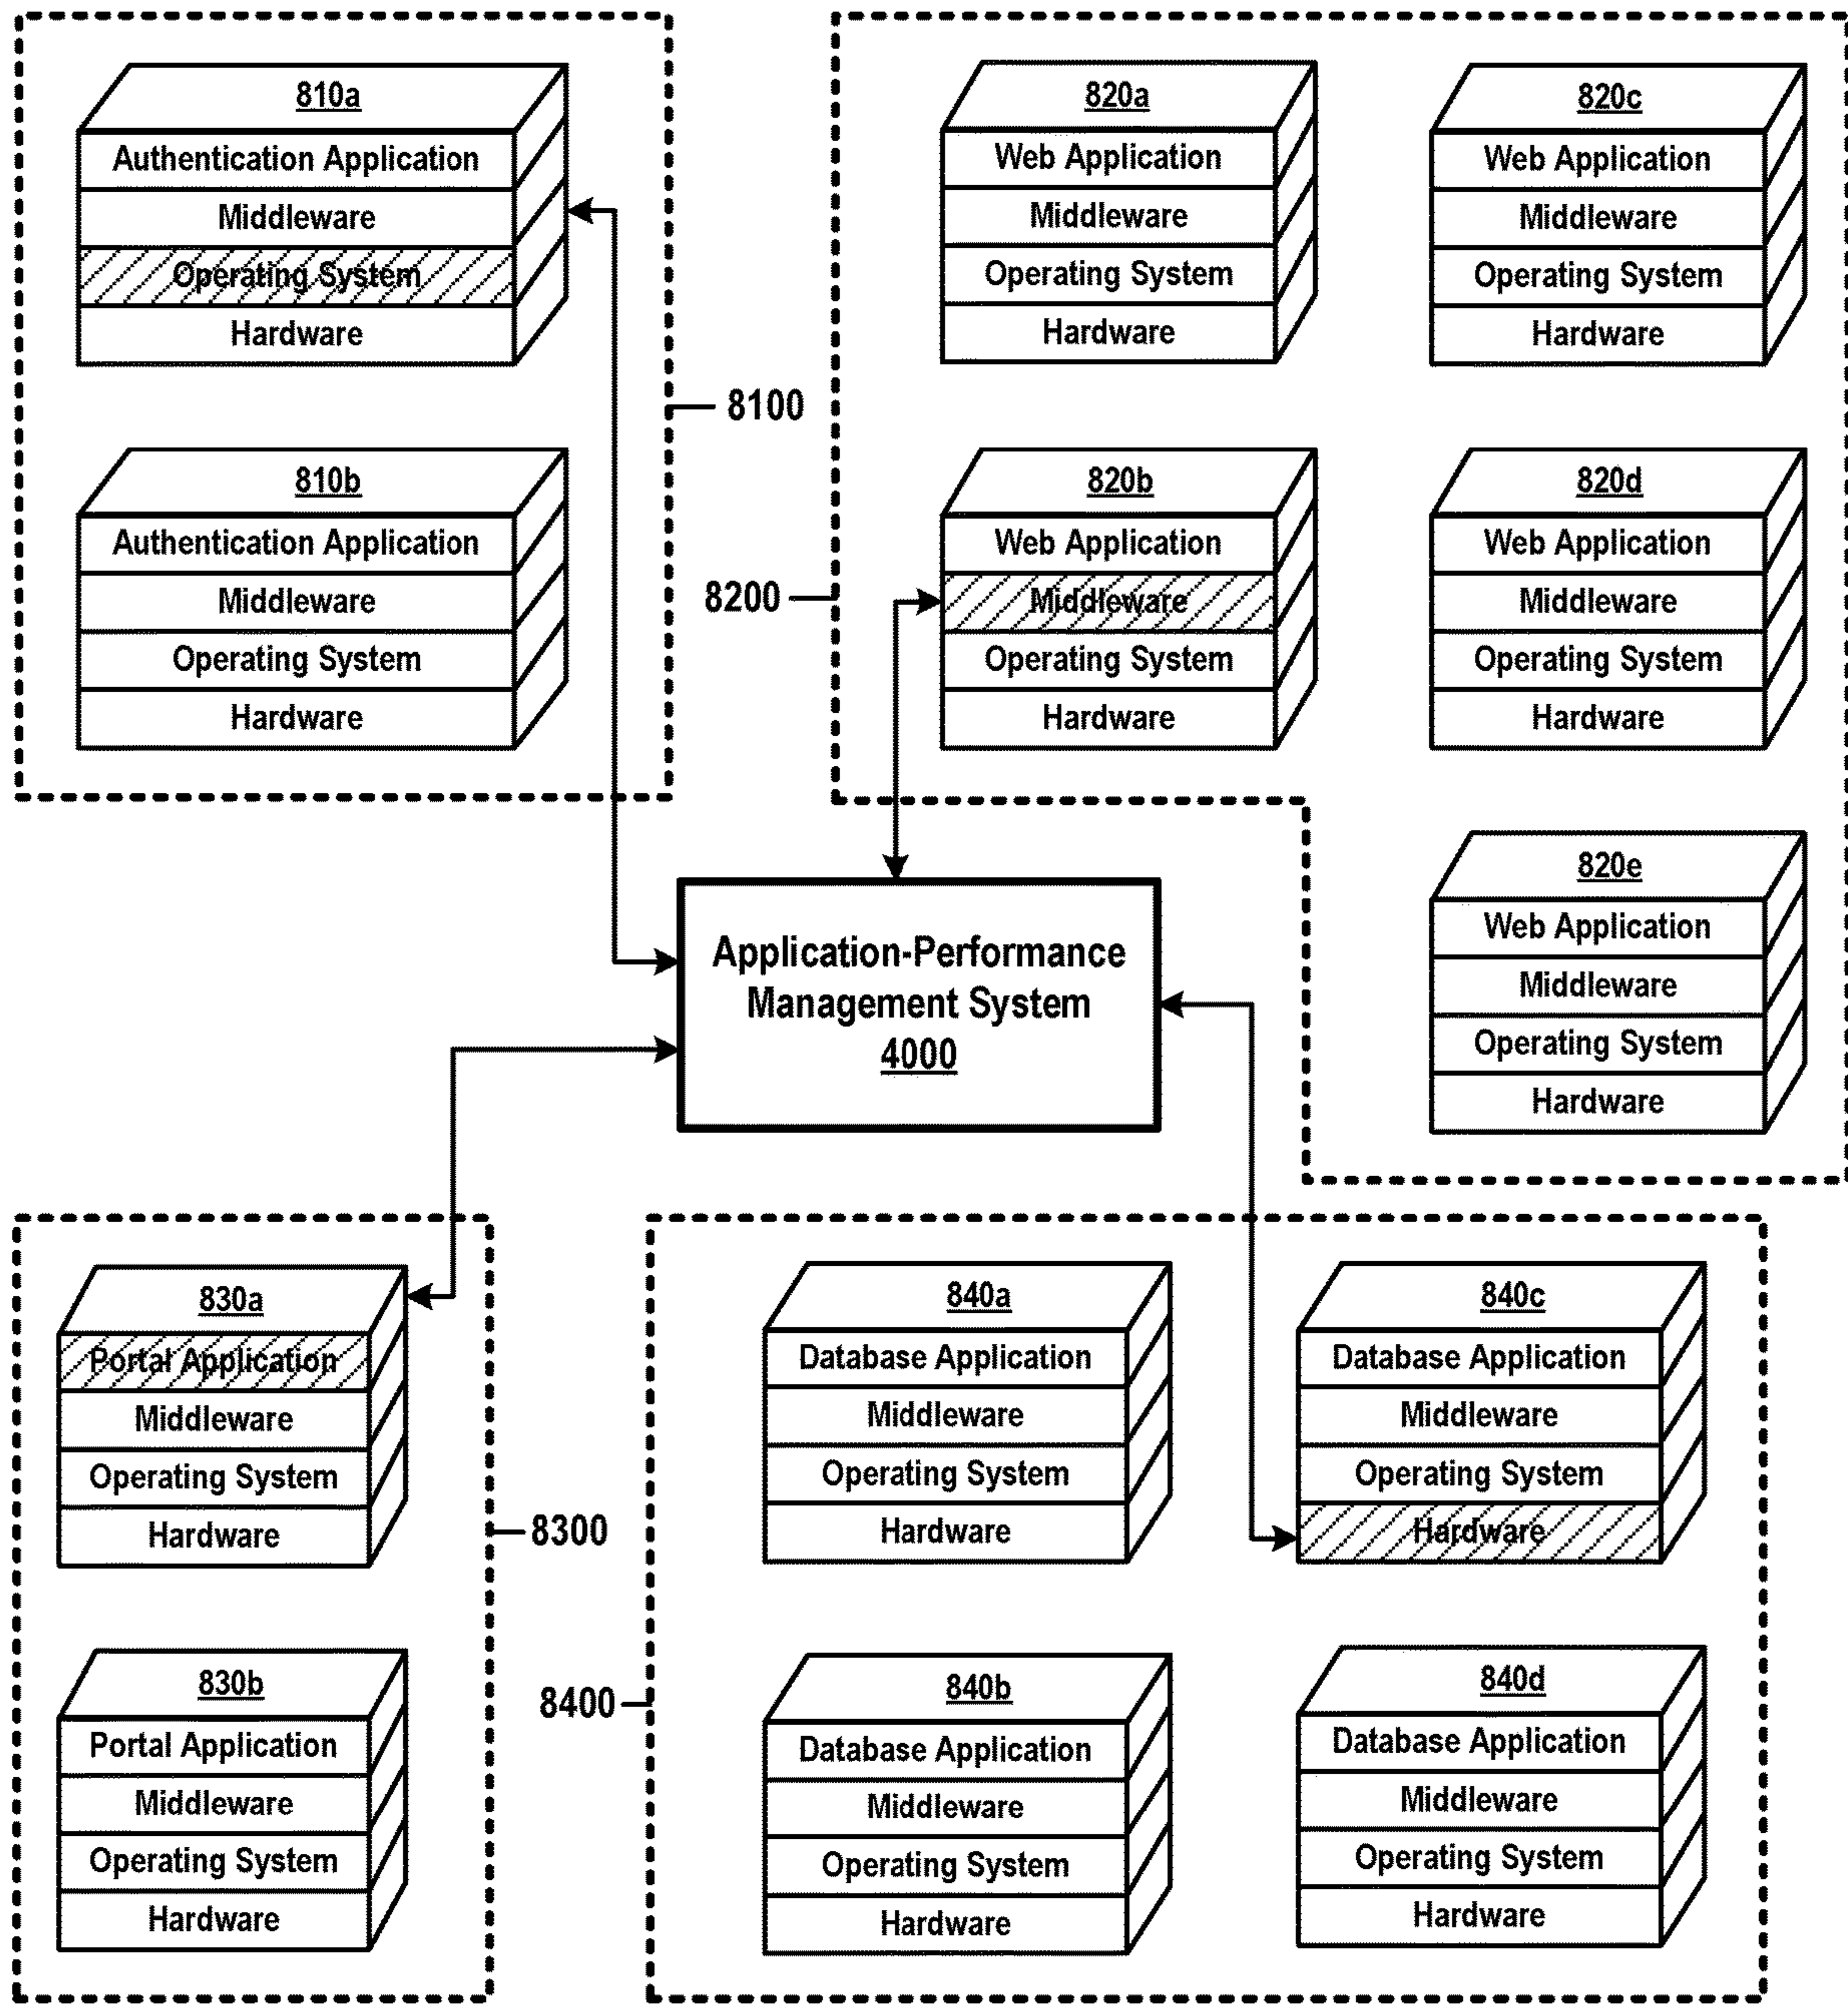 810a
Authentication Application
Middleware
Operating System
Hardware
810b
Authentication Application
Middleware
Operating System
Hardware
8100
820a
Web Application
Middleware
Operating System
Hardware
820c
Web Application
Middleware
Operating System
Hardware
820b
Web Application
Middleware
Operating System
Hardware
820d
Web Application
Middleware
Operating System
Hardware
8200
820e
Web Application
Middleware
Operating System
Hardware
Application-Performance
Management System
4000
830a
Portal Application
Middleware
Operating System
Hardware
8300
830b
Portal Application
Middleware
Operating System
Hardware
840a
Database Application
Middleware
Operating System
Hardware
840c
Database Application
Middleware
Operating System
Hardware
8400
840b
Database Application
Middleware
Operating System
Hardware
840d
Database Application
Middleware
Operating System
Hardware